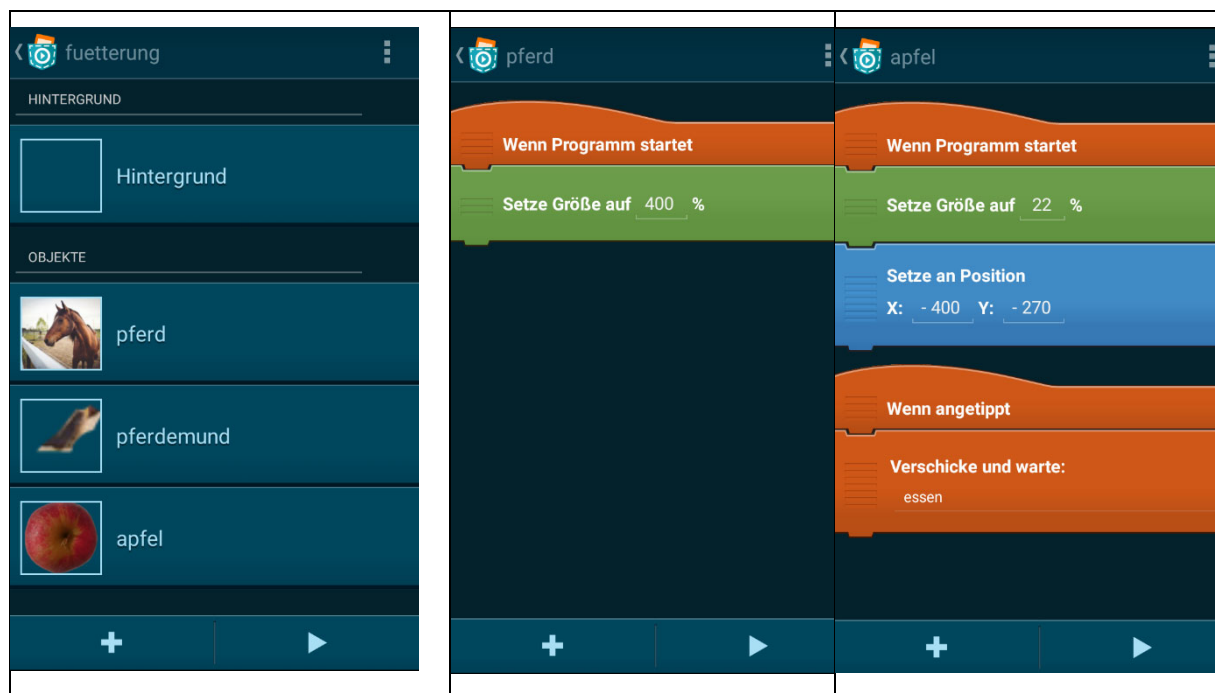 fuetterung
HINTERGRUND
Hintergrund
OBJEKTE
pferd
pferdemund
apfel
pferd
Wenn Programm startet
Setze Größe auf 400 %
apfel
Wenn Programm startet
Setze Größe auf 22 %
Setze an Position
X: - 400 Y: - 270
Wenn angetippt
Verschicke und warte:
essen